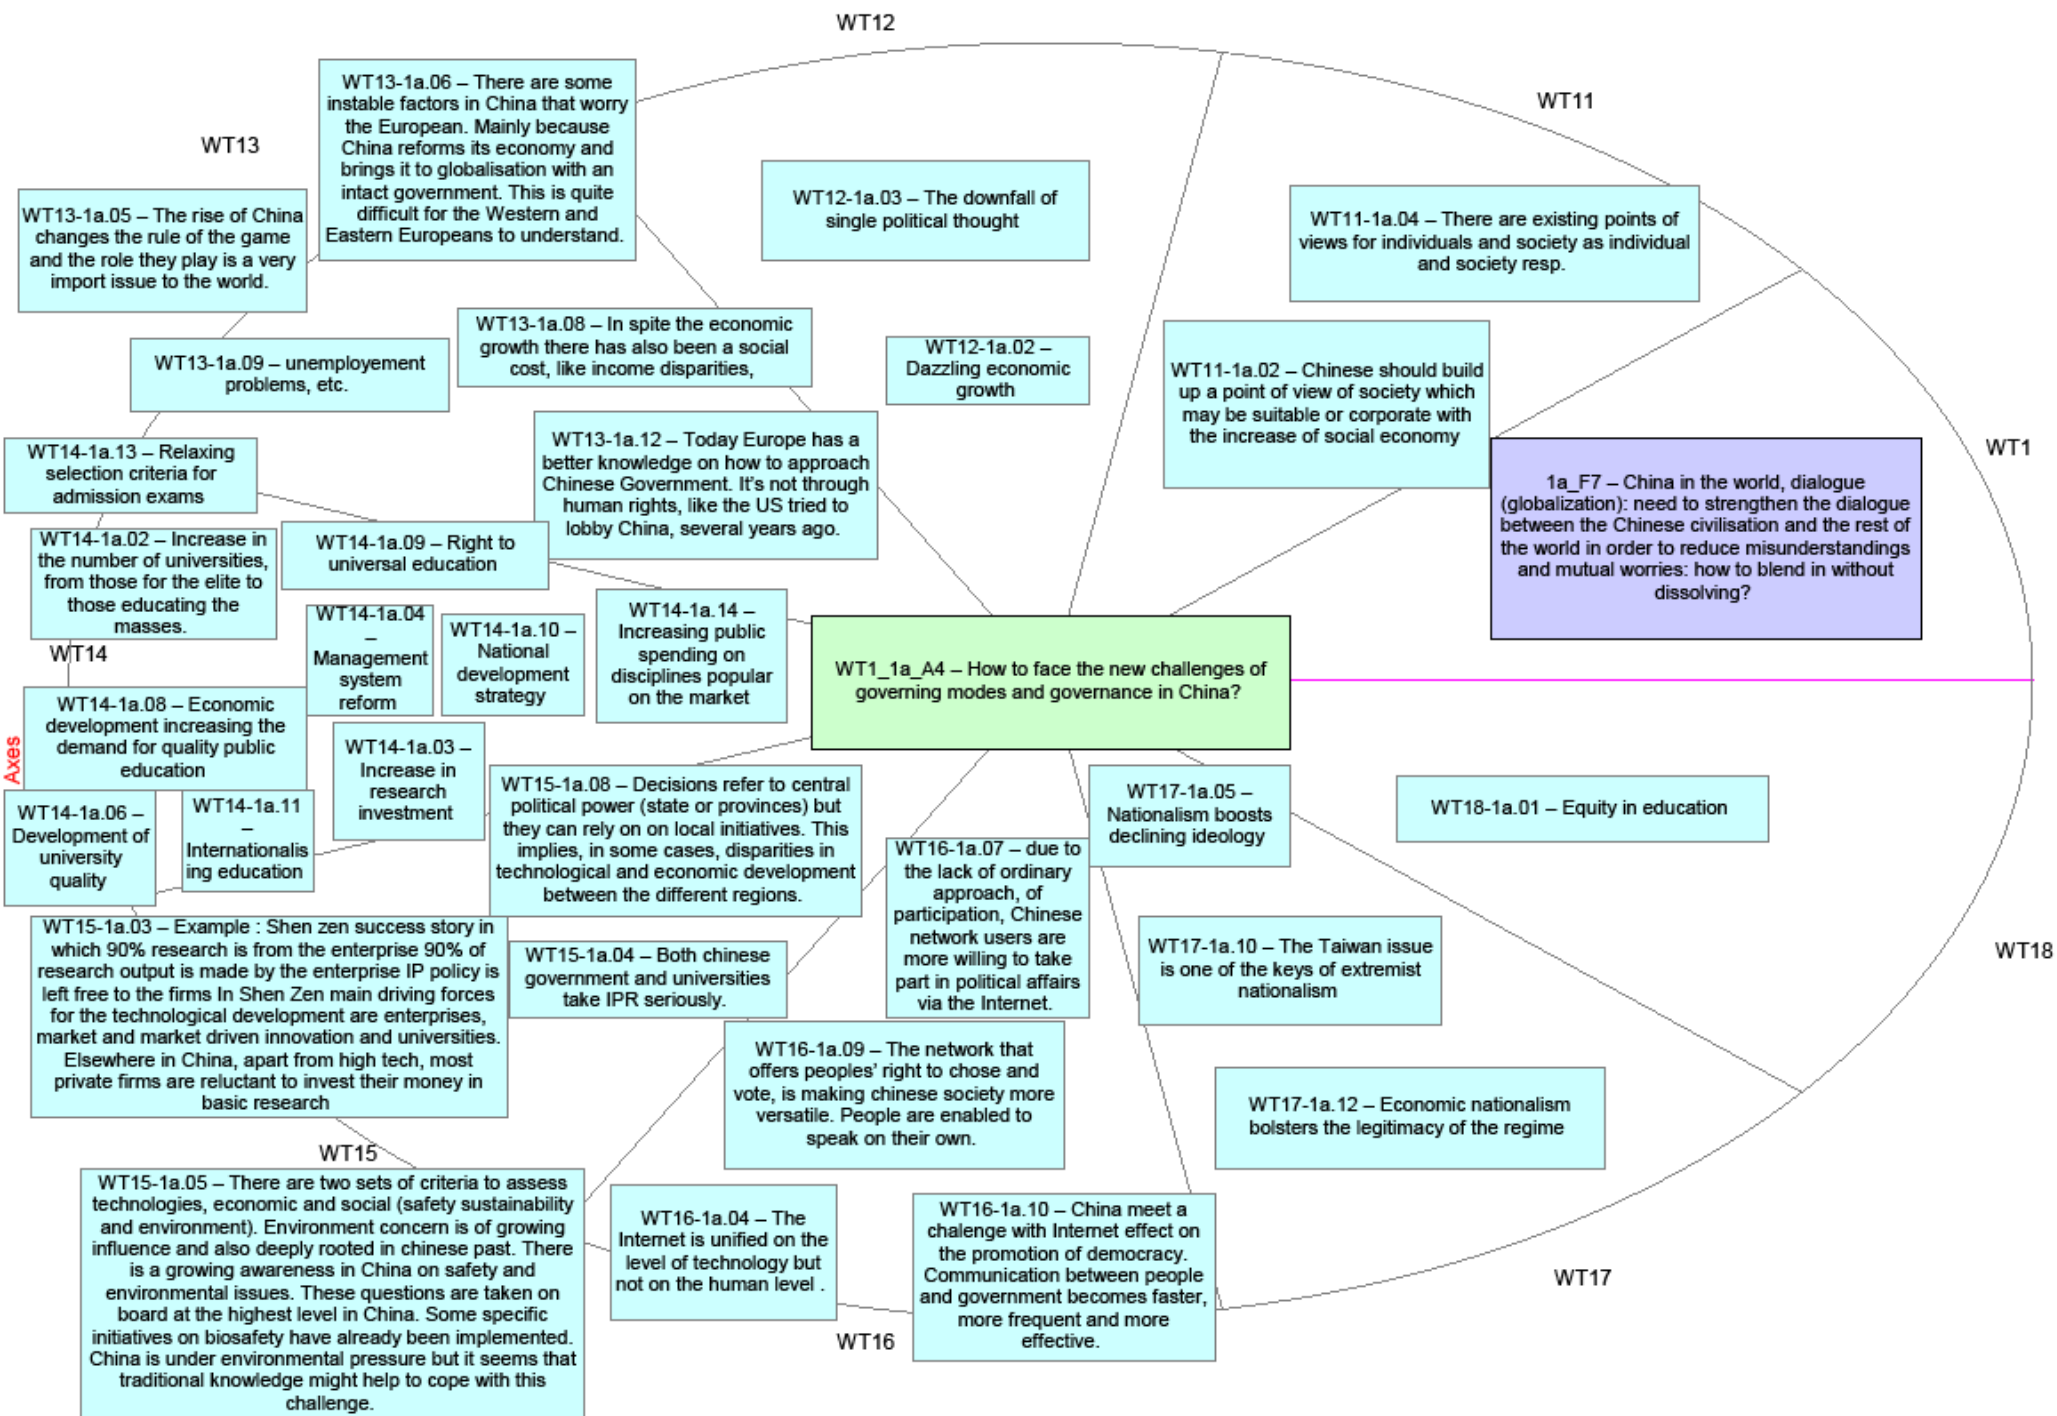 WT12
WT11
WT13
WT1
WT14
Axes
WT18
WT15
WT17
WT16
WT13-1a.06 – There are some
instable factors in China that worry
the European. Mainly because
China reforms its economy and
brings it to globalisation with an
intact government. This is quite
difficult for the Western and
Eastern Europeans to understand.
WT12-1a.03 – The downfall of
single political thought
WT11-1a.04 – There are existing points of
views for individuals and society as individual
and society resp.
WT13-1a.05 – The rise of China
changes the rule of the game
and the role they play is a very
import issue to the world.
WT13-1a.08 – In spite the economic
growth there has also been a social
cost, like income disparities,
WT12-1a.02 –
Dazzling economic
growth
WT11-1a.02 – Chinese should build
up a point of view of society which
may be suitable or corporate with
the increase of social economy
WT13-1a.09 – unemployement
problems, etc.
WT13-1a.12 – Today Europe has a
better knowledge on how to approach
Chinese Government. It's not through
human rights, like the US tried to
lobby China, several years ago.
1a_F7 – China in the world, dialogue
(globalization): need to strengthen the dialogue
between the Chinese civilisation and the rest of
the world in order to reduce misunderstandings
and mutual worries: how to blend in without
dissolving?
WT14-1a.13 – Relaxing
selection criteria for
admission exams
WT14-1a.02 – Increase in
the number of universities,
from those for the elite to
those educating the
masses.
WT14-1a.09 – Right to
universal education
WT14-1a.04
–
Management
system
reform
WT14-1a.10 –
National
development
strategy
WT14-1a.14 –
Increasing public
spending on
disciplines popular
on the market
WT1_1a_A4 – How to face the new challenges of
governing modes and governance in China?
WT14-1a.08 – Economic
development increasing the
demand for quality public
education
WT14-1a.03 –
Increase in
research
investment
WT14-1a.06 –
Development of
university
quality
WT14-1a.11
–
Internationalis
ing education
WT15-1a.08 – Decisions refer to central
political power (state or provinces) but
they can rely on on local initiatives. This
implies, in some cases, disparities in
technological and economic development
between the different regions.
WT17-1a.05 –
Nationalism boosts
declining ideology
WT18-1a.01 – Equity in education
WT16-1a.07 – due to
the lack of ordinary
approach, of
participation, Chinese
network users are
more willing to take
part in political affairs
via the Internet.
WT15-1a.03 – Example : Shen zen success story in
which 90% research is from the enterprise 90% of
research output is made by the enterprise IP policy is
left free to the firms In Shen Zen main driving forces
for the technological development are enterprises,
market and market driven innovation and universities.
Elsewhere in China, apart from high tech, most
private firms are reluctant to invest their money in
basic research
WT15-1a.04 – Both chinese
government and universities
take IPR seriously.
WT17-1a.10 – The Taiwan issue
is one of the keys of extremist
nationalism
WT16-1a.09 – The network that
offers peoples' right to chose and
vote, is making chinese society more
versatile. People are enabled to
speak on their own.
WT17-1a.12 – Economic nationalism
bolsters the legitimacy of the regime
WT15-1a.05 – There are two sets of criteria to assess
technologies, economic and social (safety sustainability
and environment). Environment concern is of growing
influence and also deeply rooted in chinese past. There
is a growing awareness in China on safety and
environmental issues. These questions are taken on
board at the highest level in China. Some specific
initiatives on biosafety have already been implemented.
China is under environmental pressure but it seems that
traditional knowledge might help to cope with this
challenge.
WT16-1a.04 – The
Internet is unified on the
level of technology but
not on the human level .
WT16-1a.10 – China meet a
chalenge with Internet effect on
the promotion of democracy.
Communication between people
and government becomes faster,
more frequent and more
effective.